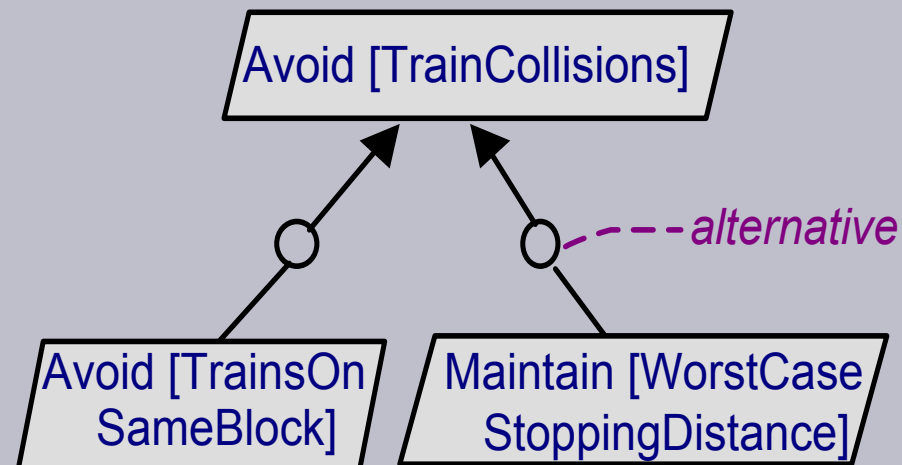 Avoid [TrainCollisions]
alternative
Avoid [TrainsOn
SameBlock]
Maintain [WorstCase
StoppingDistance]